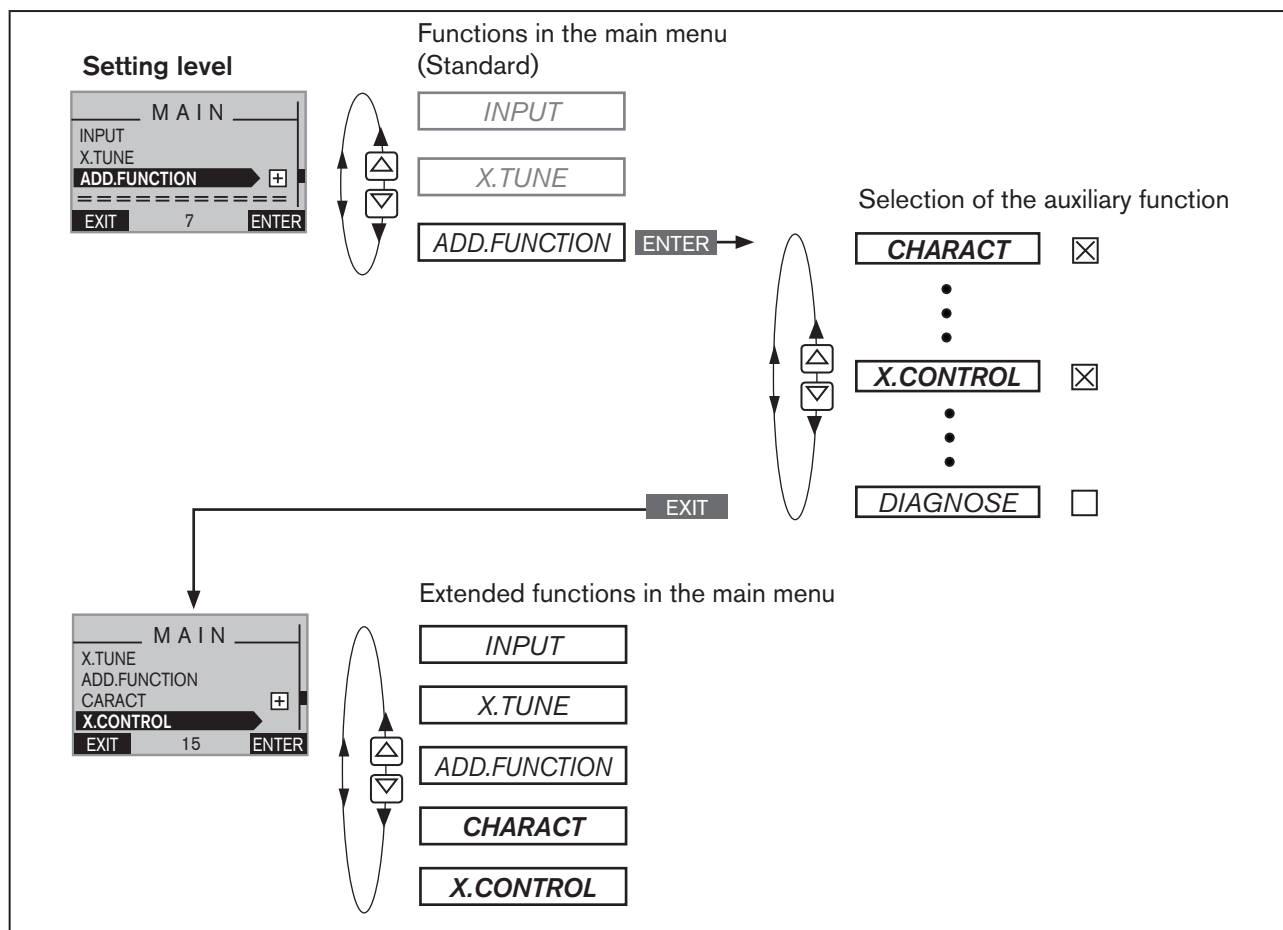 Functions in the main menu
(Standard)
Setting level
MAIN
INPUT
X.TUNE
ADD.FUNCTION
============
EXIT 7 ENTER
INPUT
X.TUNE
ADD.FUNCTION ENTER
Selection of the auxiliary function
CHARACT
X.CONTROL
DIAGNOSE
EXIT
MAIN
X.TUNE
ADD.FUNCTION
CARACT
X.CONTROL
EXIT 15 ENTER
Extended functions in the main menu
INPUT
X.TUNE
ADD.FUNCTION
CHARACT
X.CONTROL